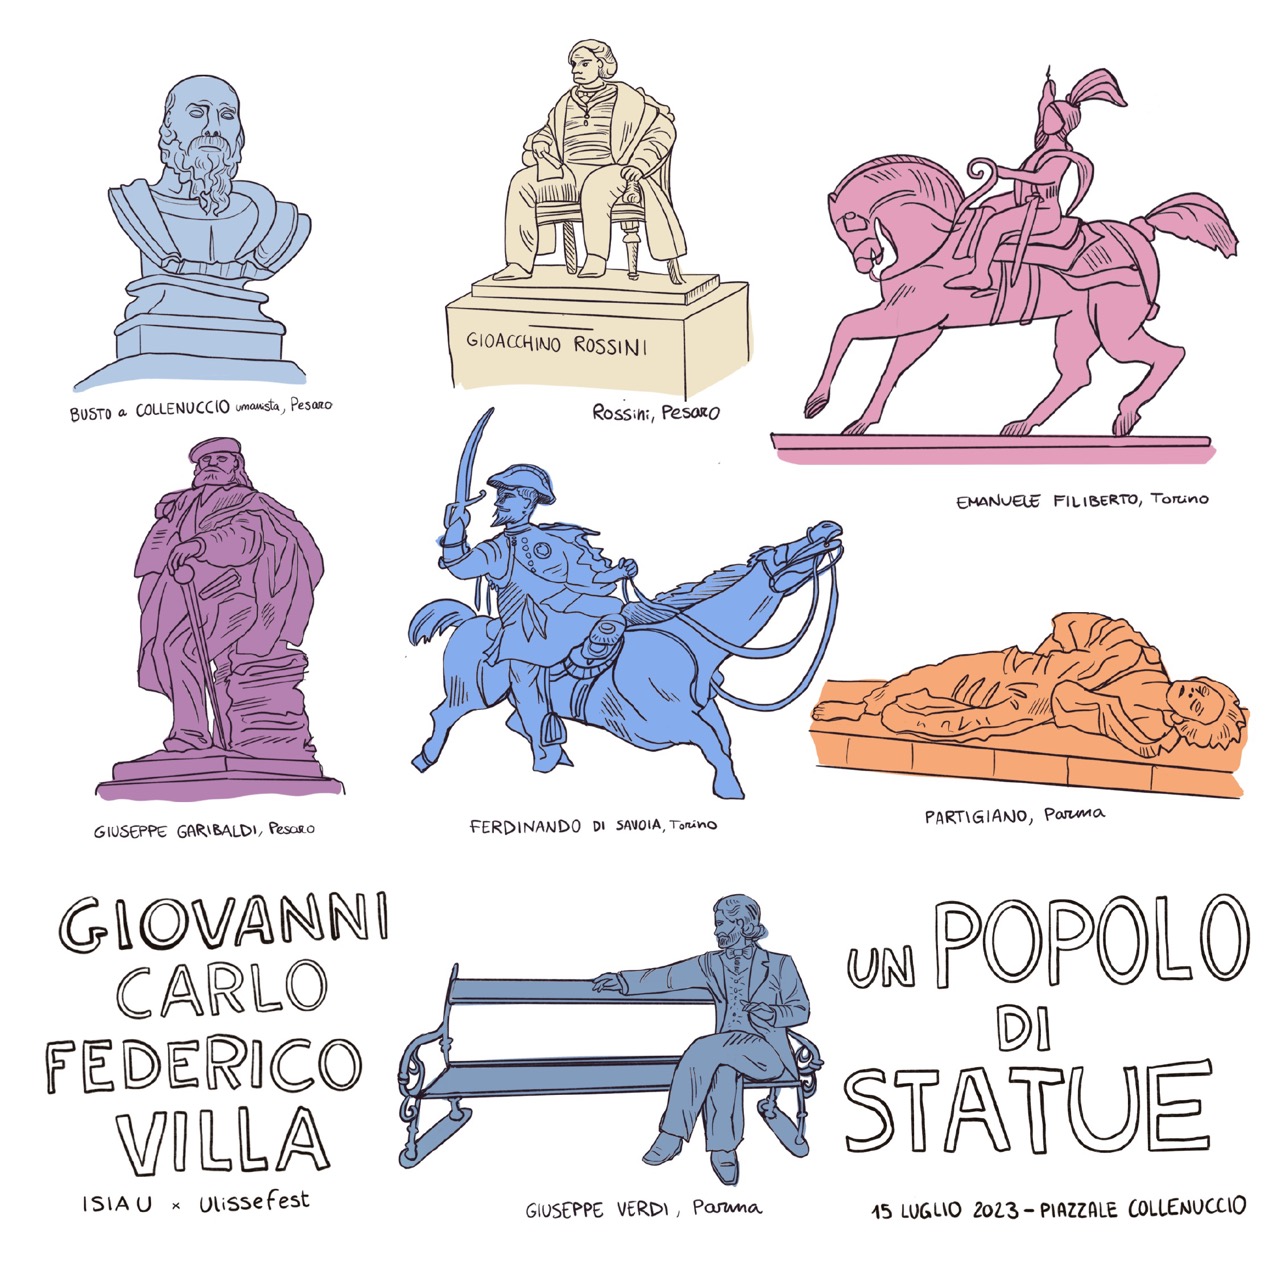 GIOACCHINO ROSSINI
BUSTO a COLLENUCCIO umanista, Pesaro
Rossini, Pesaro
EMANUELE FILIBERTO, Torino
GIUSEPPE GARIBALDI, Pesaro
FERDINANDO DI SAVOIA, Torino
PARTIGIANO, Parma
GIOVANNI
CARLO
FEDERICO
VILLA
ISIAU x Ulissefest
GIUSEPPE VERDI, Parma
UN POPOLO
DI
STATUE
15 LUGLIO 2023 - PIAZZALE COLLENUCCIO